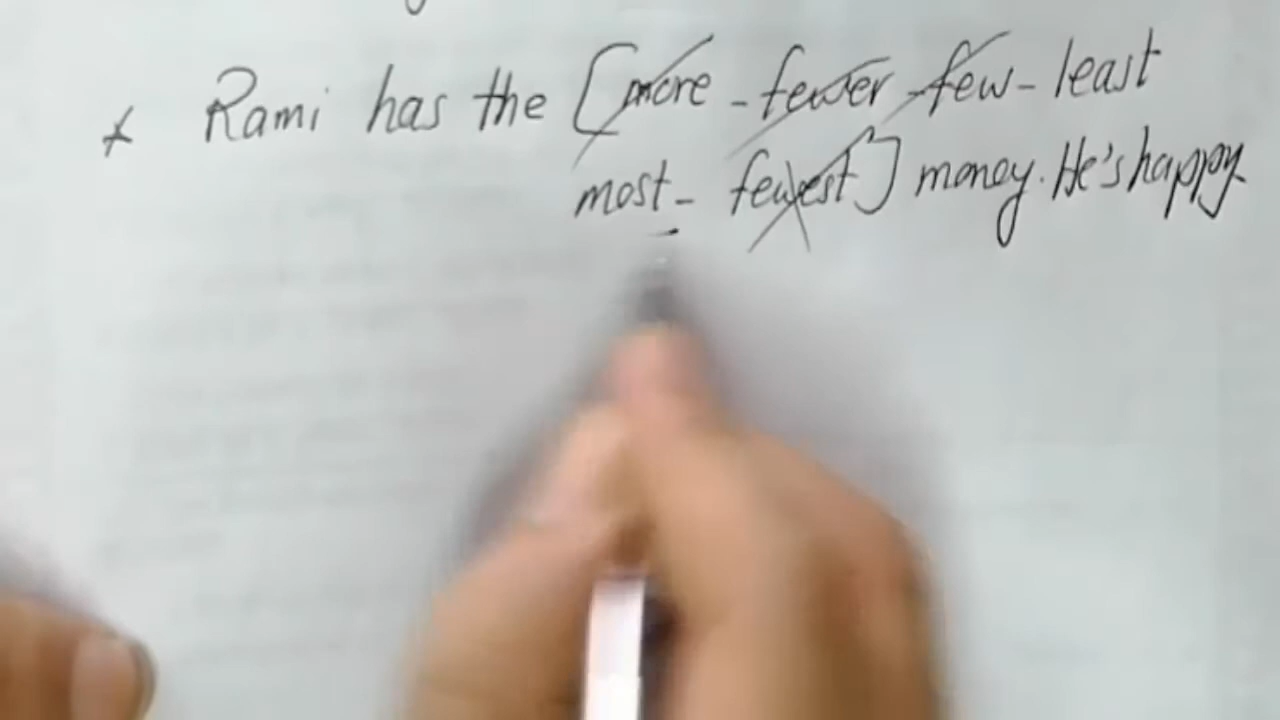 Rami has the [more - fewer - few - least
most - fewest] money. He's happy.